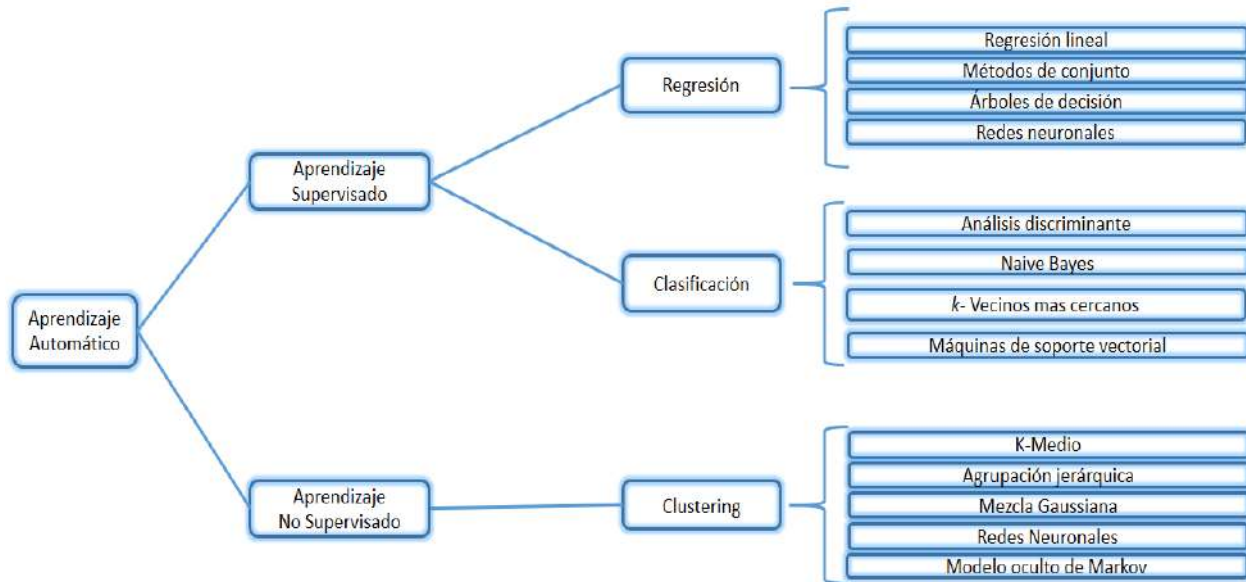 Regresión lineal
Métodos de conjunto
Árboles de decisión
Redes neuronales
Regresión
Aprendizaje
Supervisado
Análisis discriminante
Naive Bayes
k- Vecinos mas cercanos
Máquinas de soporte vectorial
Clasificación
Aprendizaje
Automático
K-Medio
Agrupación jerárquica
Mezcla Gaussiana
Redes Neuronales
Modelo oculto de Markov
Clustering
Aprendizaje
No Supervisado